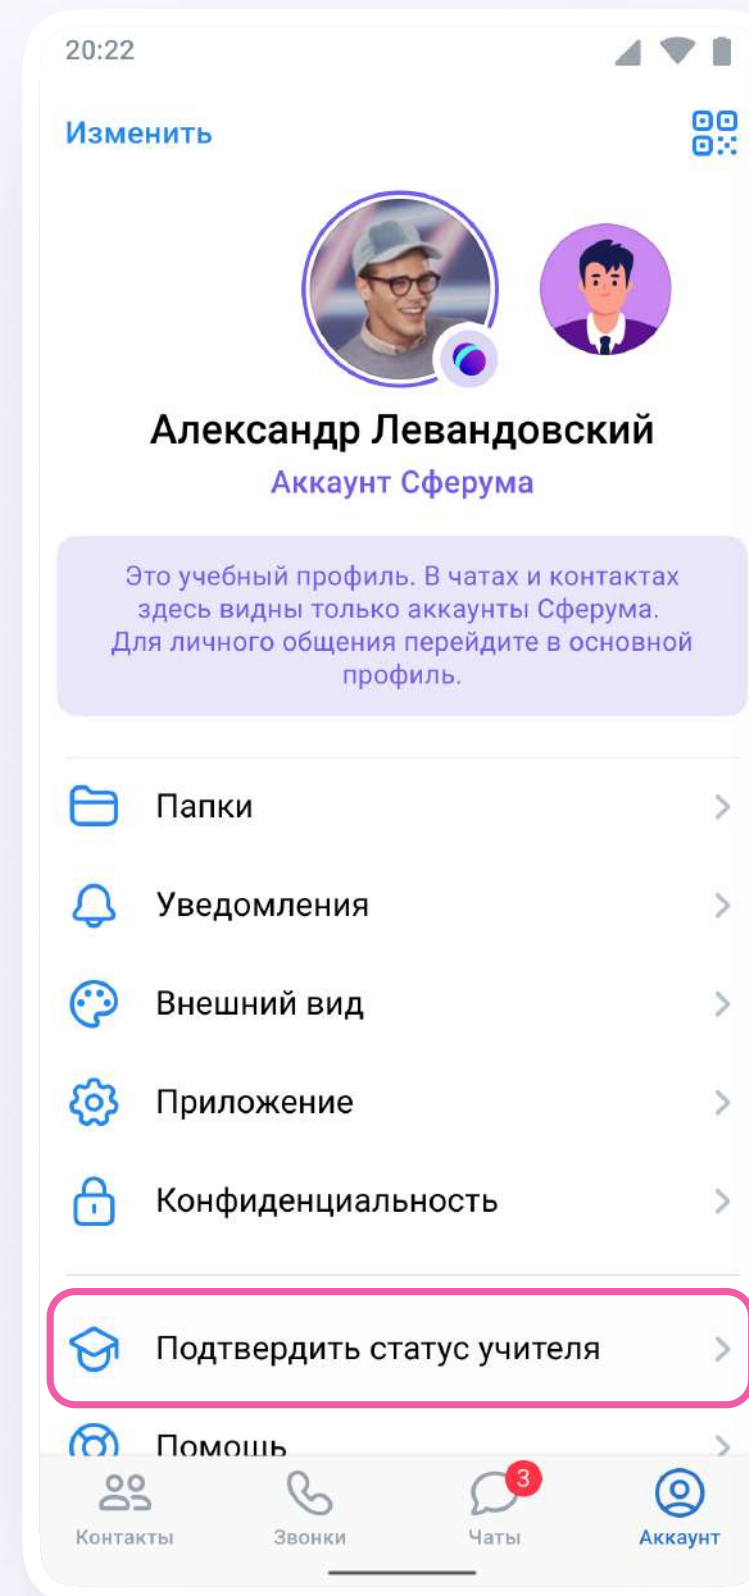 20:22
Изменить
Александр Левандовский
Аккаунт Сферума
Это учебный профиль. В чатах и контактах
здесь видны только аккаунты Сферума.
Для личного общения перейдите в основной
профиль.
Папки
Уведомления
Внешний вид
Приложение
Конфиденциальность
Подтвердить статус учителя
Помощь
3
Контакты
Звонки
Чаты
Аккаунт